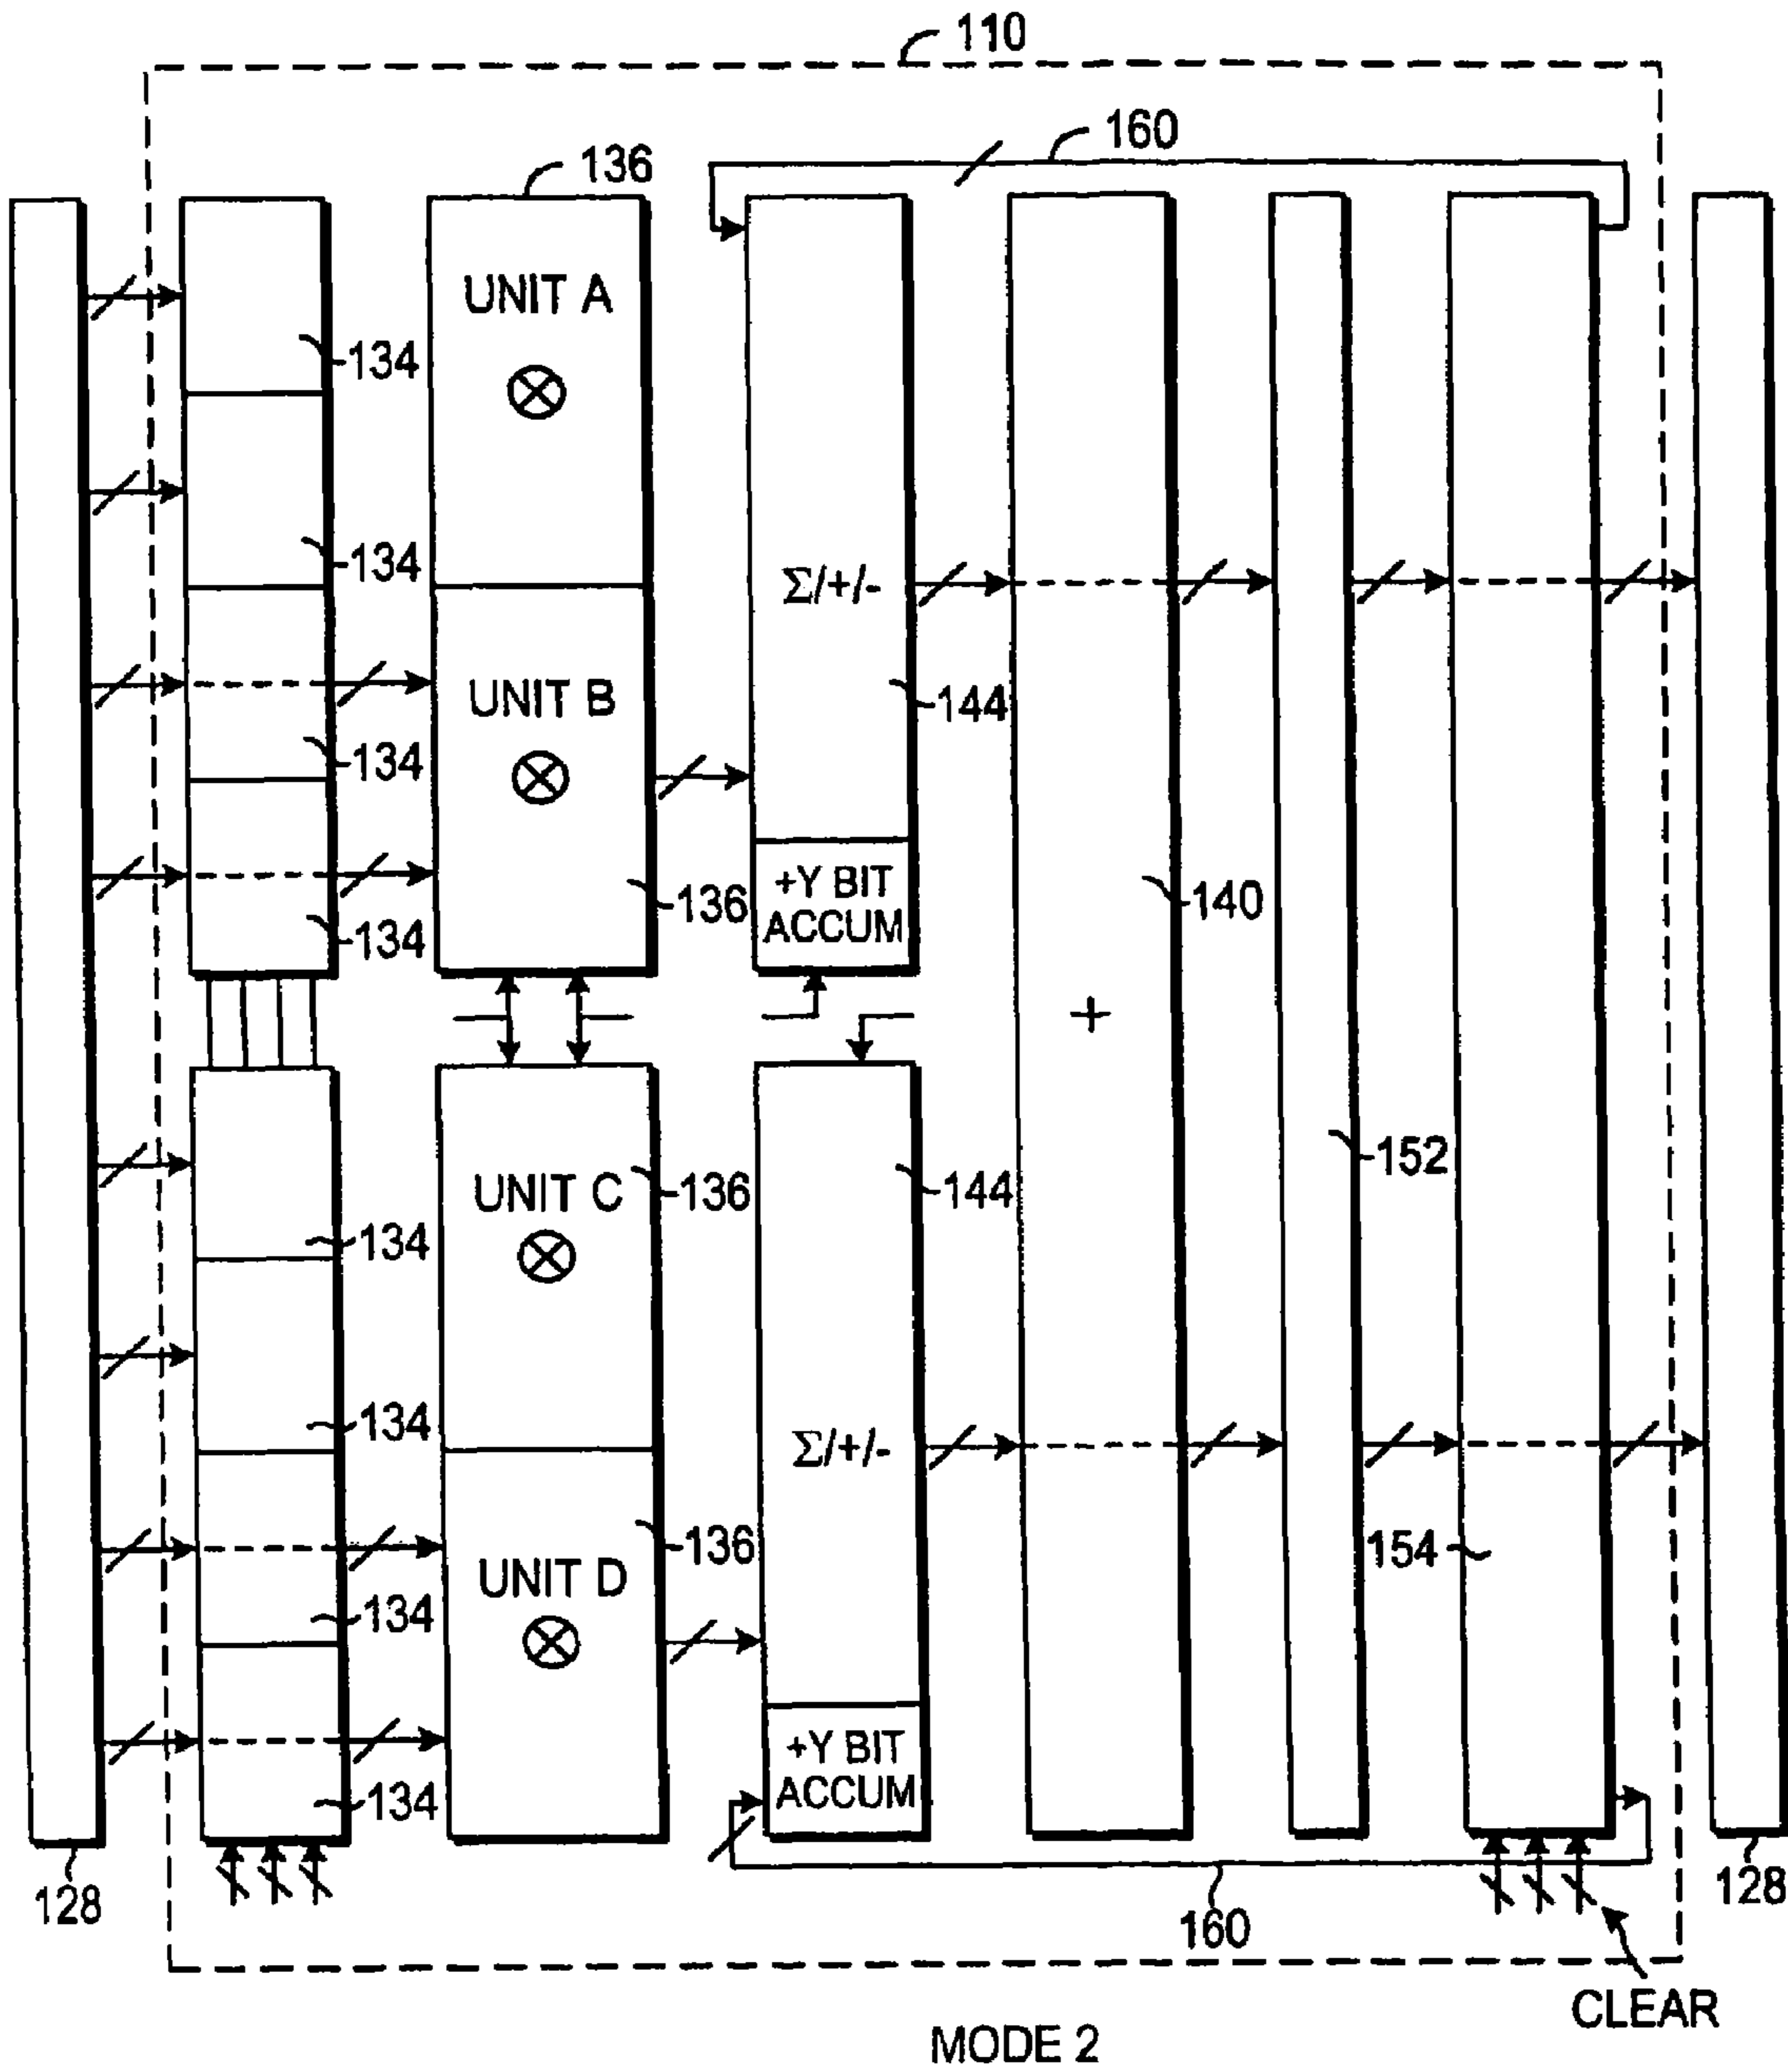 110
160
136
UNIT A
134
134
Σ/+/-
UNIT B
144
134
+Y BIT
ACCUM
136
140
134
+
152
UNIT C
136
144
134
134
Σ/+/-
136
154
UNIT D
134
+Y BIT
ACCUM
134
128
160
128
CLEAR
MODE 2